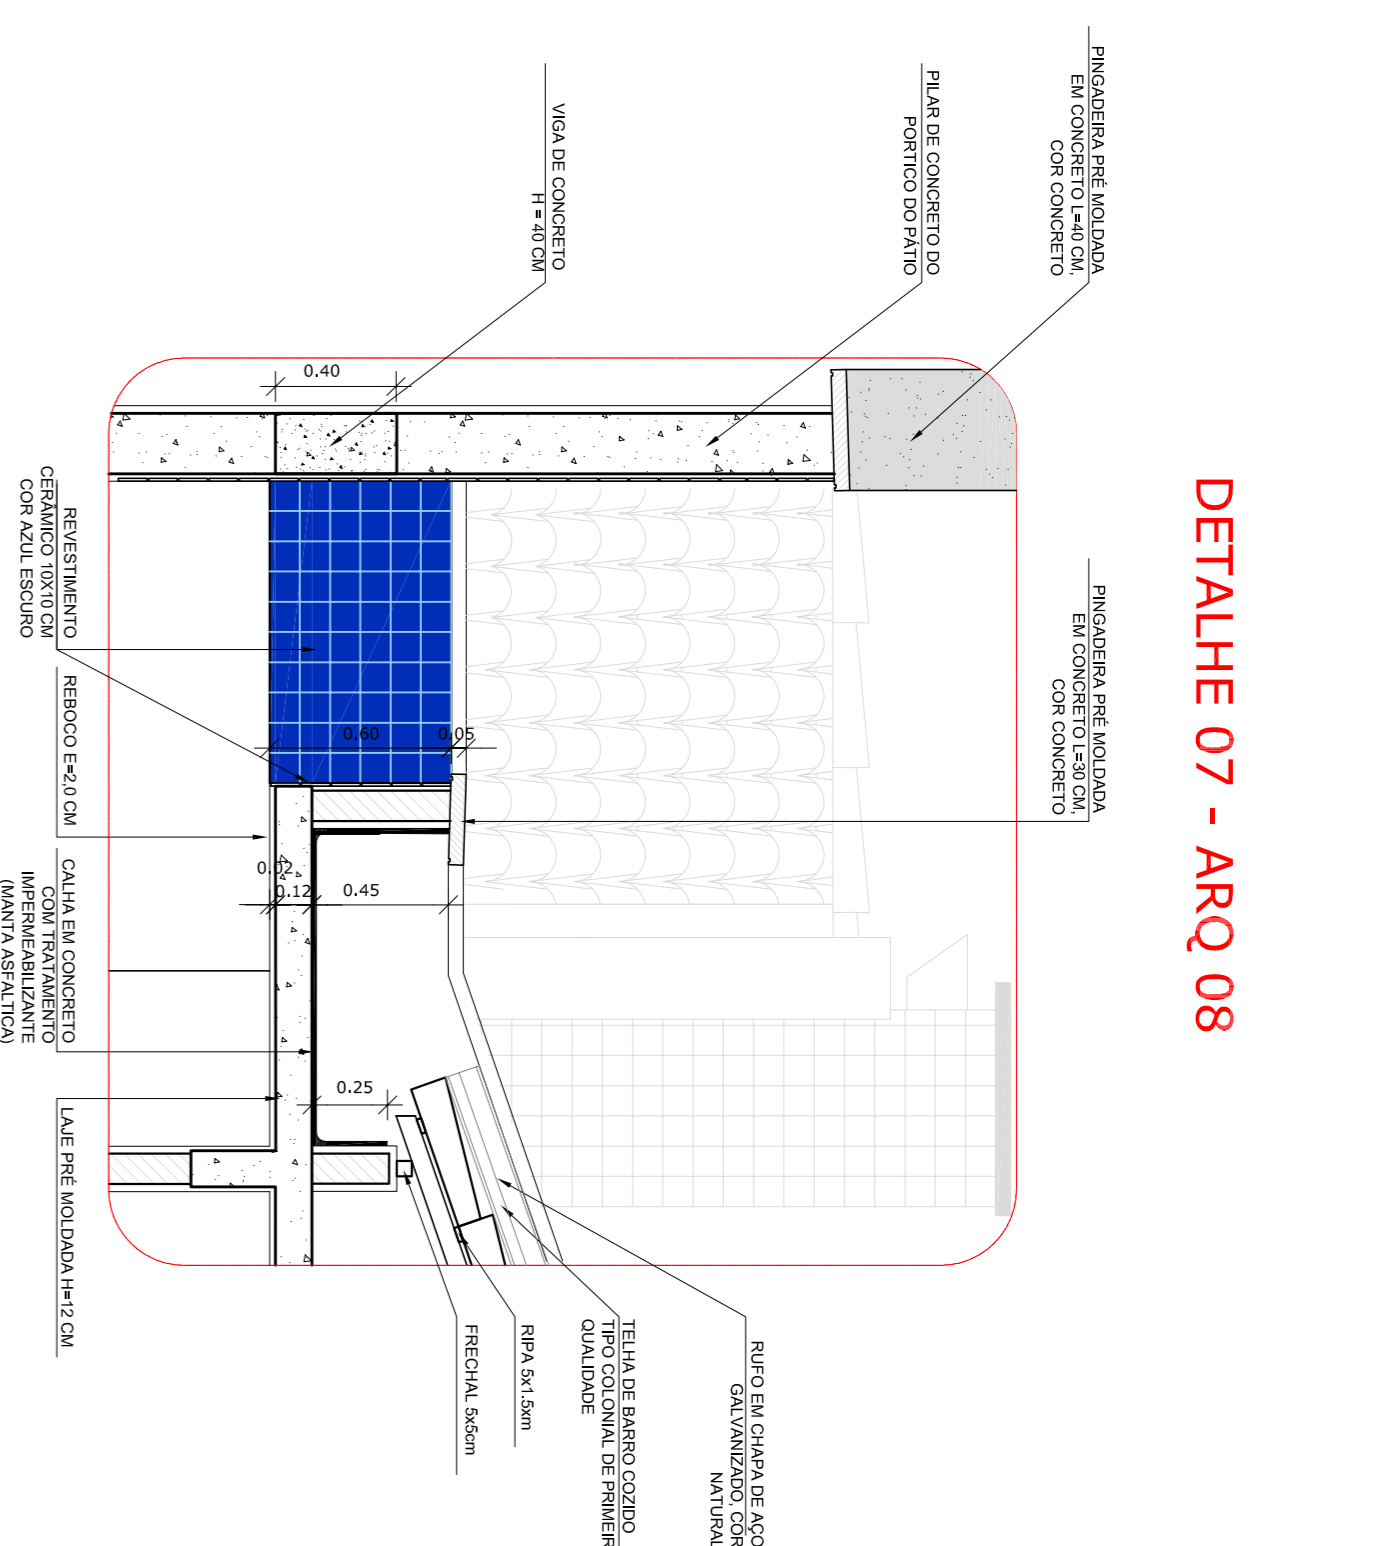 DETALHE 07 - ARQ 08
PINGADEIRA PRÉ MOLDADA
EM CONCRETO L=40 CM,
COR CONCRETO
PILAR DE CONCRETO DO
PORTICO DO PÁTIO
VIGA DE CONCRETO
H = 40 CM
PINGADEIRA PRÉ MOLDADA
EM CONCRETO L=30 CM,
COR CONCRETO
0.40
0.60
0.05
0.02
0.12
0.45
0.25
REVESTIMENTO
CERÂMICO 10X10 CM
COR AZUL ESCURO
REBOCO E=2,0 CM
CALHA EM CONCRETO
COM TRATAMENTO
IMPERMEABILIZANTE
(MANTA ASFALTICA)
LAJE PRÉ MOLDADA H=12 CM
RUFO EM CHAPA DE AÇO
GALVANIZADO, COR
NATURAL
TELHA DE BARRO COZIDO
TIPO COLONIAL DE PRIMEIR
QUALIDADE
RIPA 5x1.5xm
FRECHAL 5x5cm